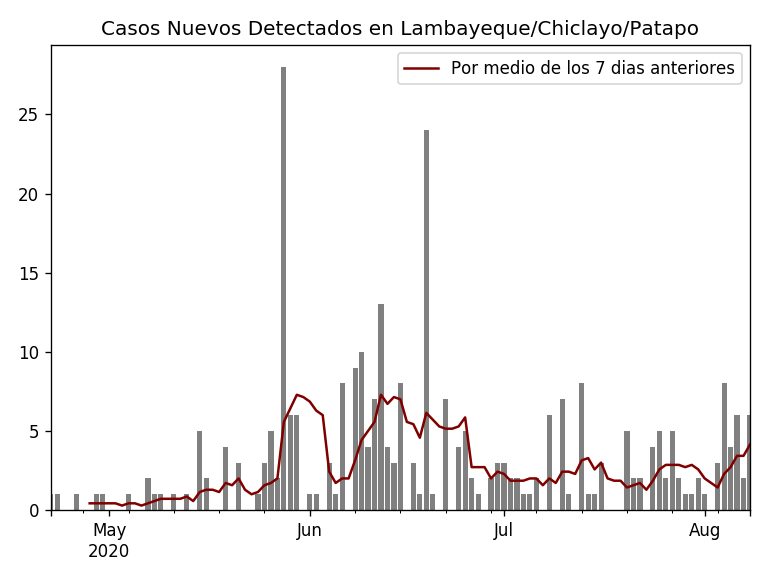 Casos Nuevos Detectados en Lambayeque/Chiclayo/Patapo
Por medio de los 7 dias anteriores
25
20
15
10
5
0
May Jun Jul Aug
2020